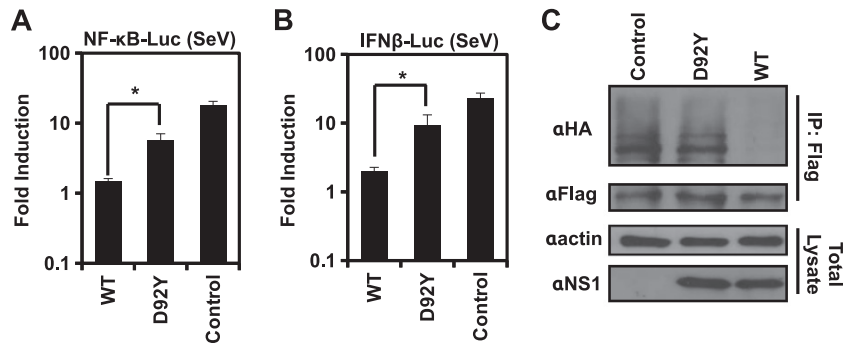 A
NF-κB-Luc (SeV)
Fold Induction
100
10
1
0.1
*
WT
D92Y
Control
B
IFNβ-Luc (SeV)
Fold Induction
100
10
1
0.1
*
WT
D92Y
Control
C
Control
D92Y
WT
αHA
αFlag
αactin
αNS1
IP: Flag
Total
Lysate